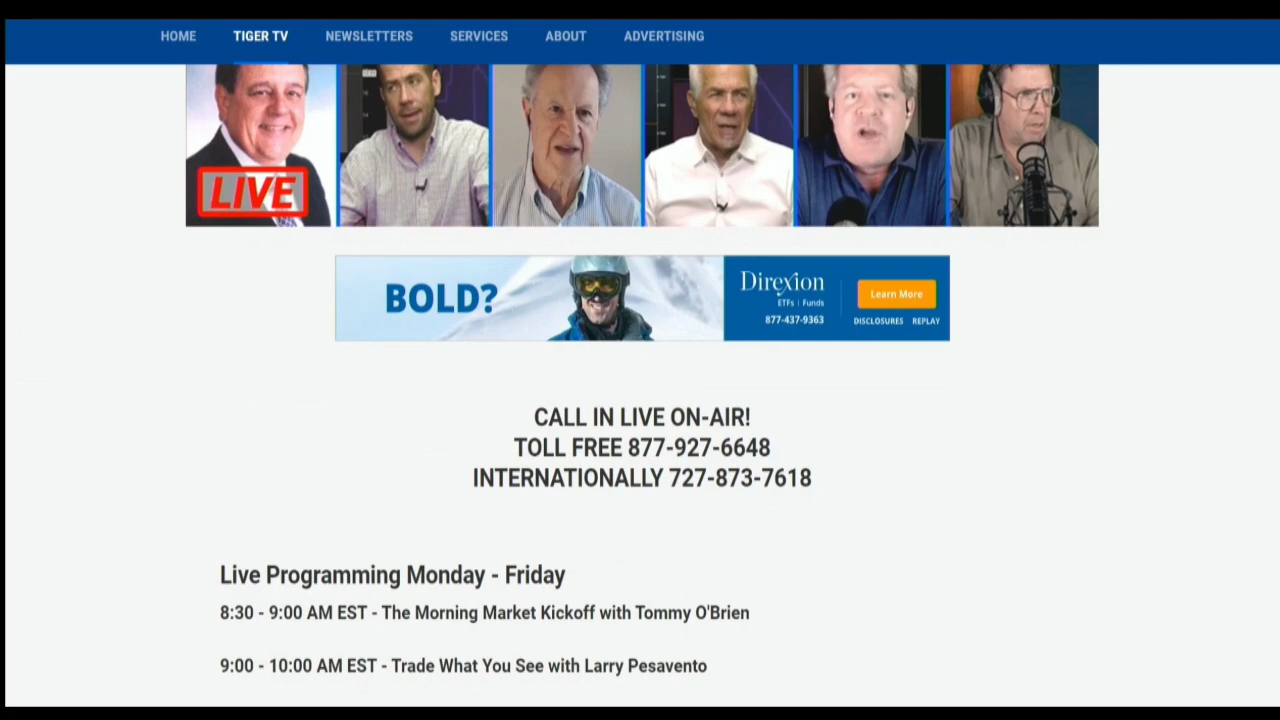 HOME TIGER TV NEWSLETTERS SERVICES ABOUT ADVERTISING
LIVE
BOLD?
Direxion
ETFs | Funds
877-437-9363
Learn More
DISCLOSURES REPLAY
CALL IN LIVE ON-AIR!
TOLL FREE 877-927-6648
INTERNATIONALLY 727-873-7618
Live Programming Monday - Friday
8:30 - 9:00 AM EST - The Morning Market Kickoff with Tommy O'Brien
9:00 - 10:00 AM EST - Trade What You See with Larry Pesavento